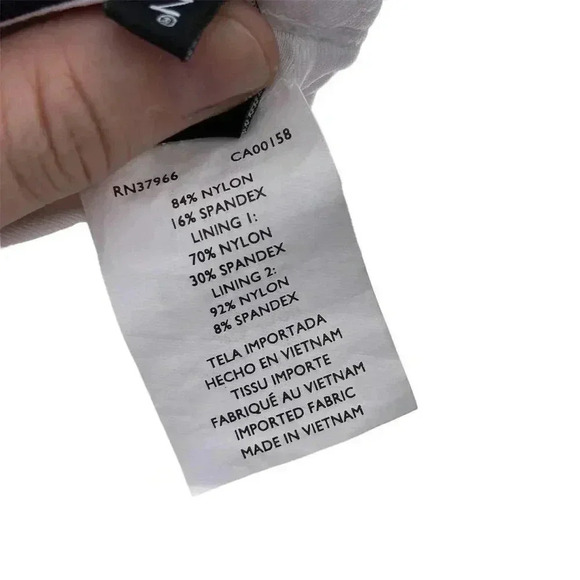 RN37966 CA00158
84% NYLON
16% SPANDEX
LINING 1:
70% NYLON
30% SPANDEX
LINING 2:
92% NYLON
8% SPANDEX
TELA IMPORTADA
HECHO EN VIETNAM
TISSU IMPORTE
FABRIQUÉ AU VIETNAM
IMPORTED FABRIC
MADE IN VIETNAM